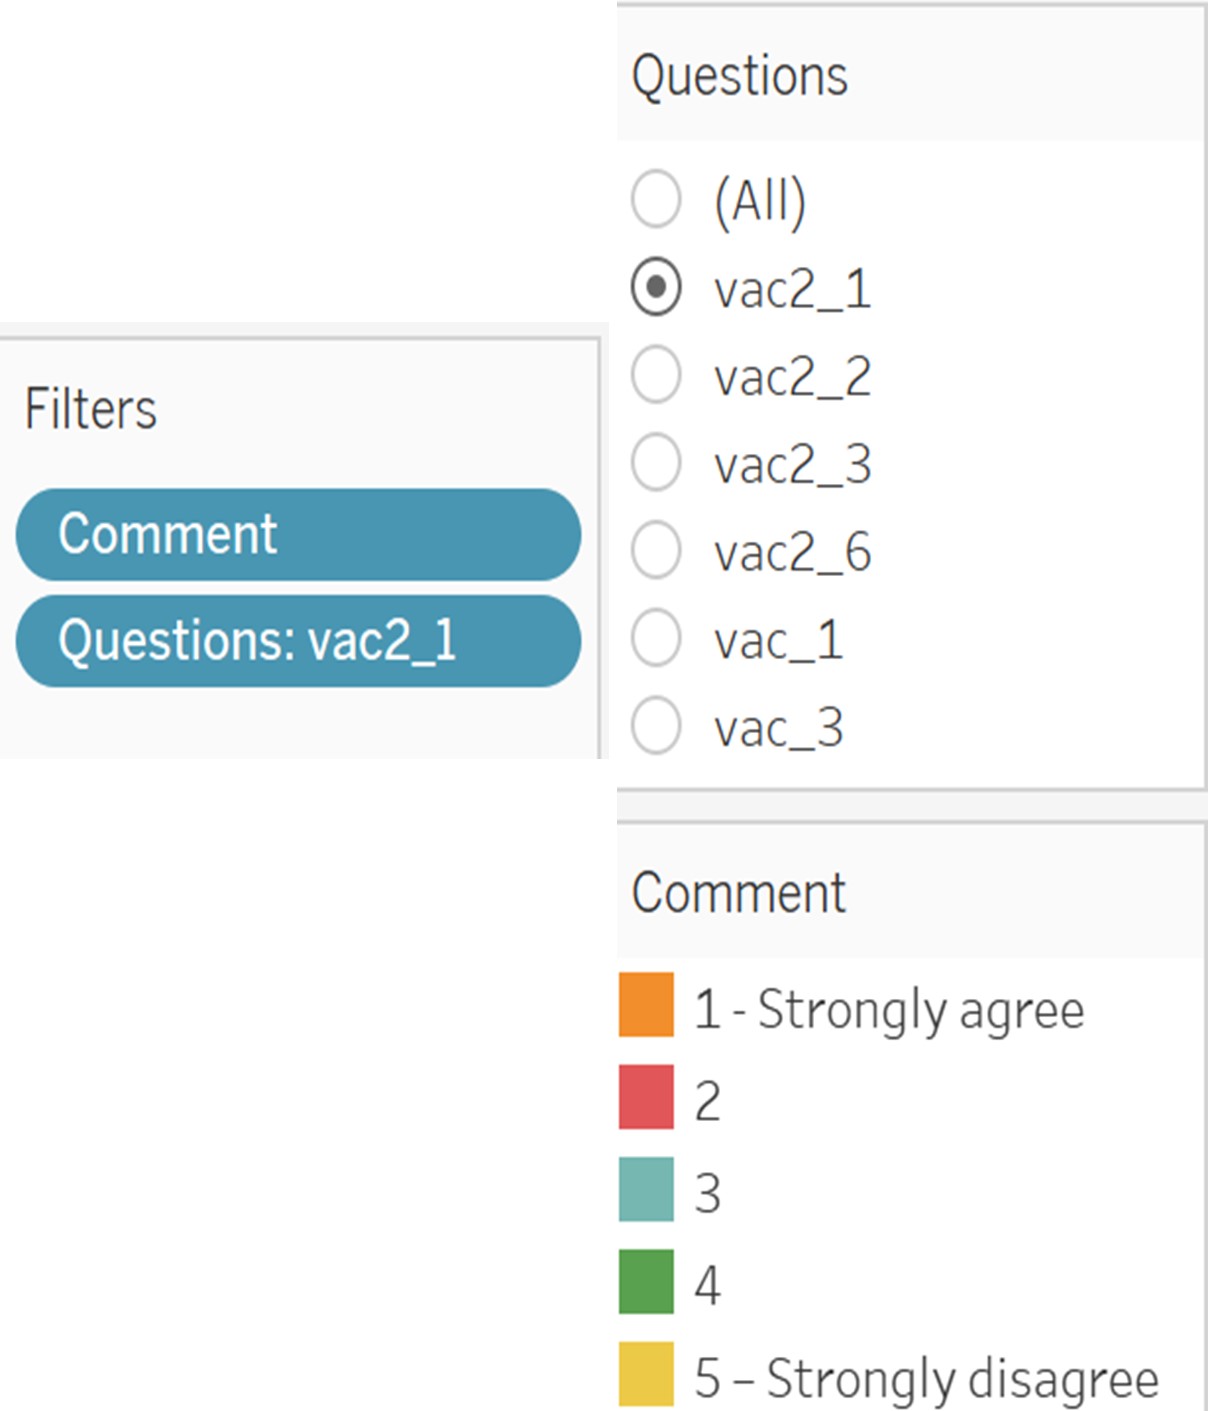 Filters
Comment
Questions: vac2_1
Questions
(All)
vac2_1
vac2_2
vac2_3
vac2_6
vac_1
vac_3
Comment
1 - Strongly agree
2
3
4
5 – Strongly disagree